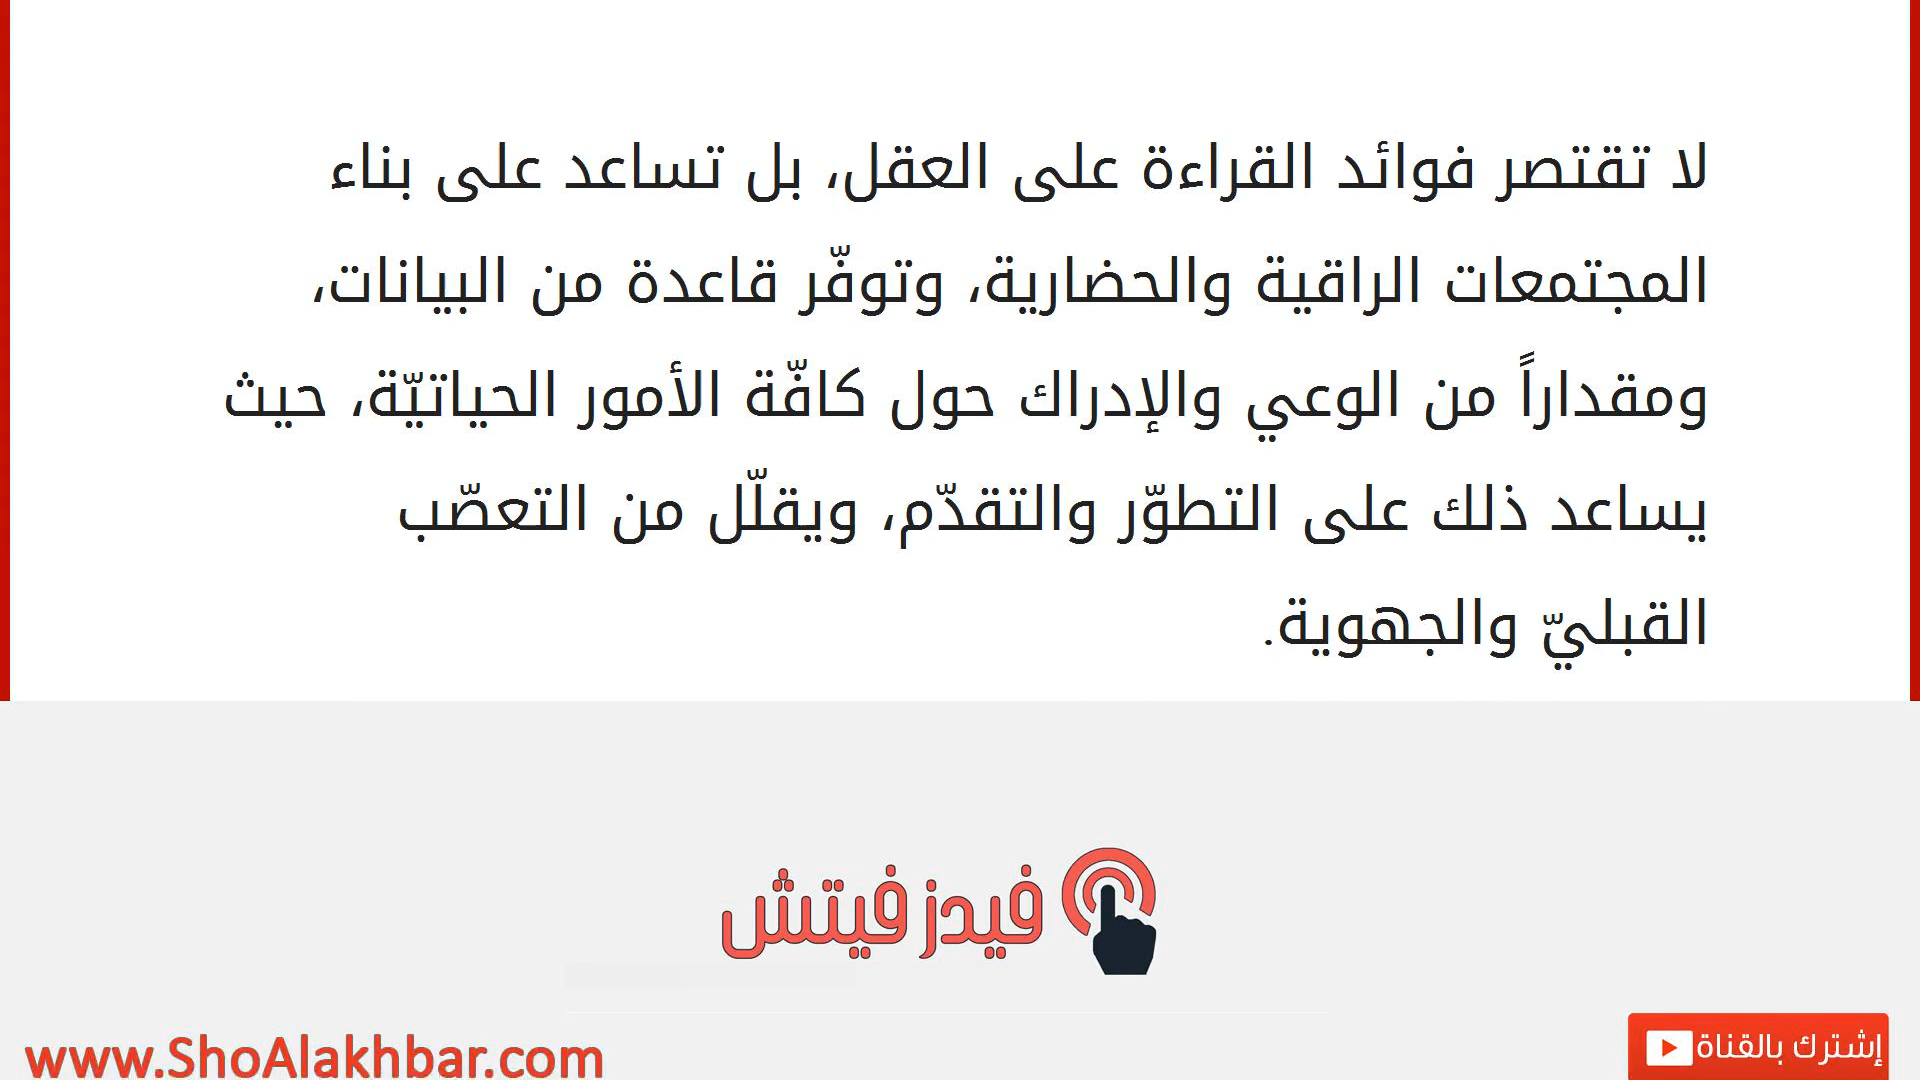 لا تقتصر فوائد القراءة على العقل، بل تساعد على بناء
المجتمعات الراقية والحضارية، وتوفّر قاعدة من البيانات،
ومقداراً من الوعي والإدراك حول كافّة الأمور الحياتيّة، حيث
يساعد ذلك على التطوّر والتقدّم، ويقلّل من التعصّب
القبليّ والجهوية.
فيدز فيتش
www.ShoAlakhbar.com
إشترك بالقناة